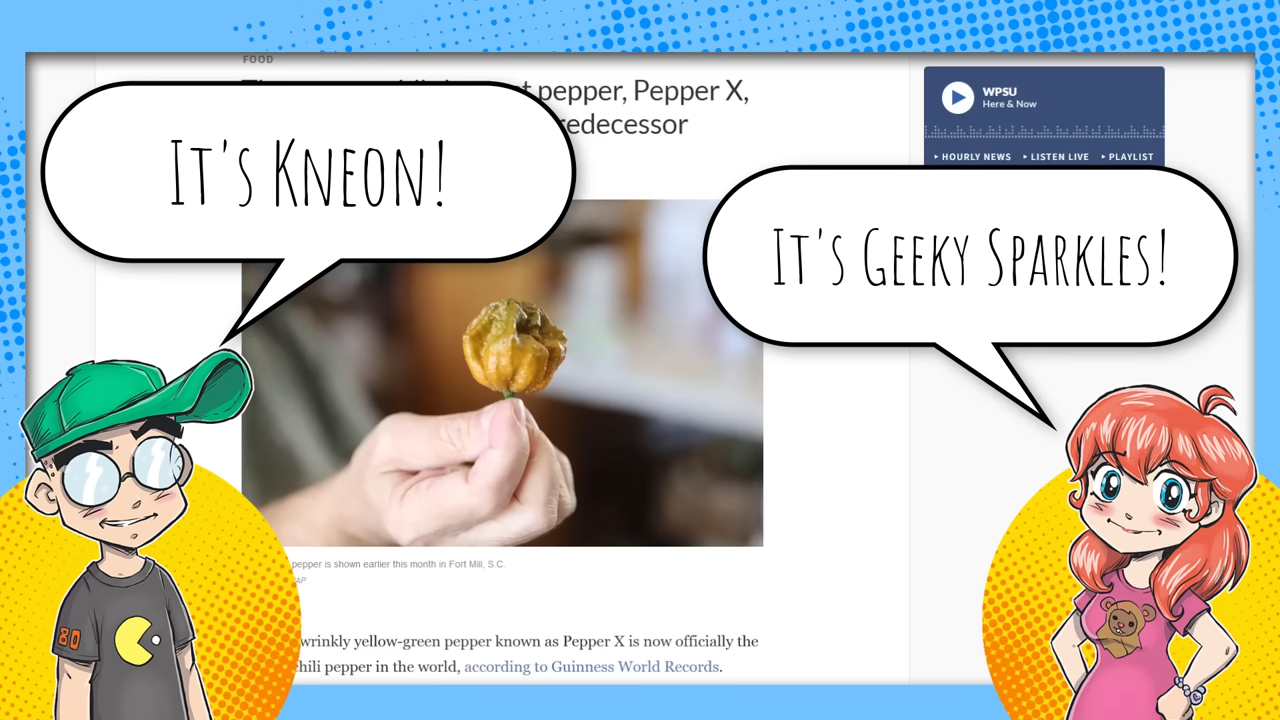 FOOD
pepper, Pepper X,
redecessor
It's Kneon!
WPSU
Here & Now
HOURLY NEWS LISTEN LIVE PLAYLIST
It's Geeky Sparkles!
pepper is shown earlier this month in Fort Mill, S.C.
AP
wrinkly yellow-green pepper known as Pepper X is now officially the
hili pepper in the world, according to Guinness World Records.
80